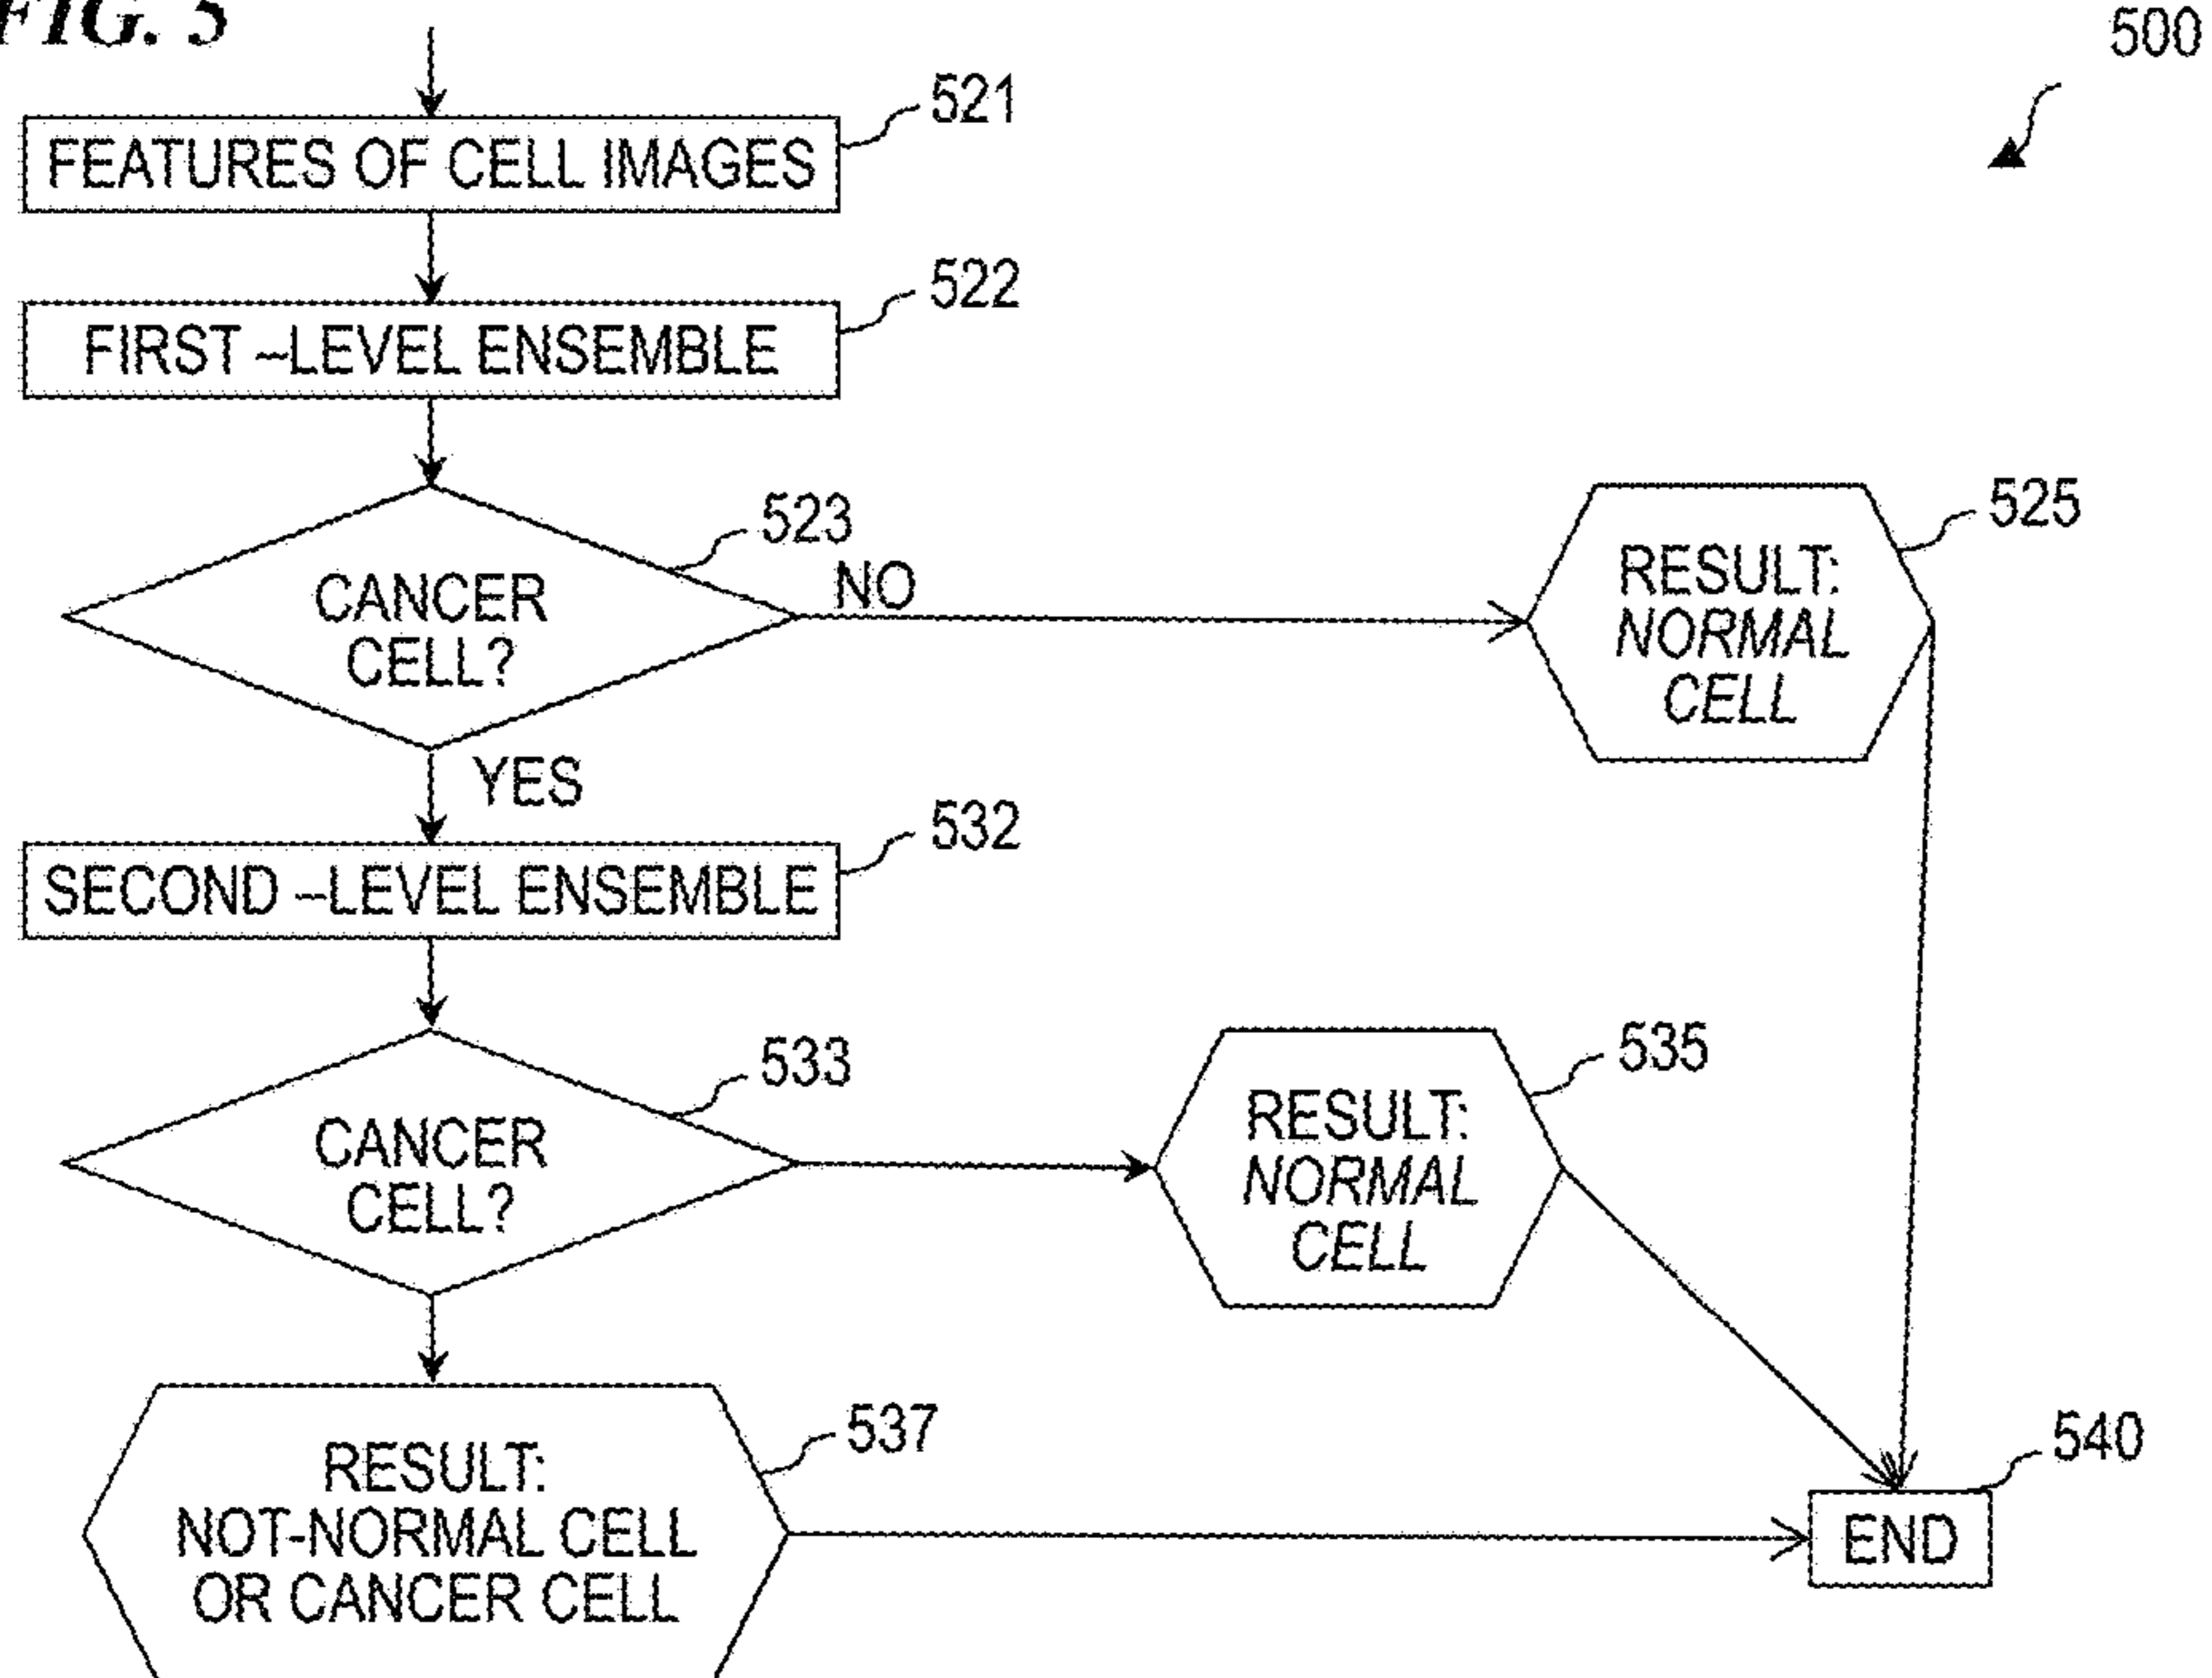 FIG. 5
500
521
FEATURES OF CELL IMAGES
522
FIRST –LEVEL ENSEMBLE
523
CANCER
CELL?
NO
525
RESULT:
NORMAL
CELL
YES
532
SECOND –LEVEL ENSEMBLE
533
CANCER
CELL?
535
RESULT:
NORMAL
CELL
537
RESULT:
NOT-NORMAL CELL
OR CANCER CELL
540
END